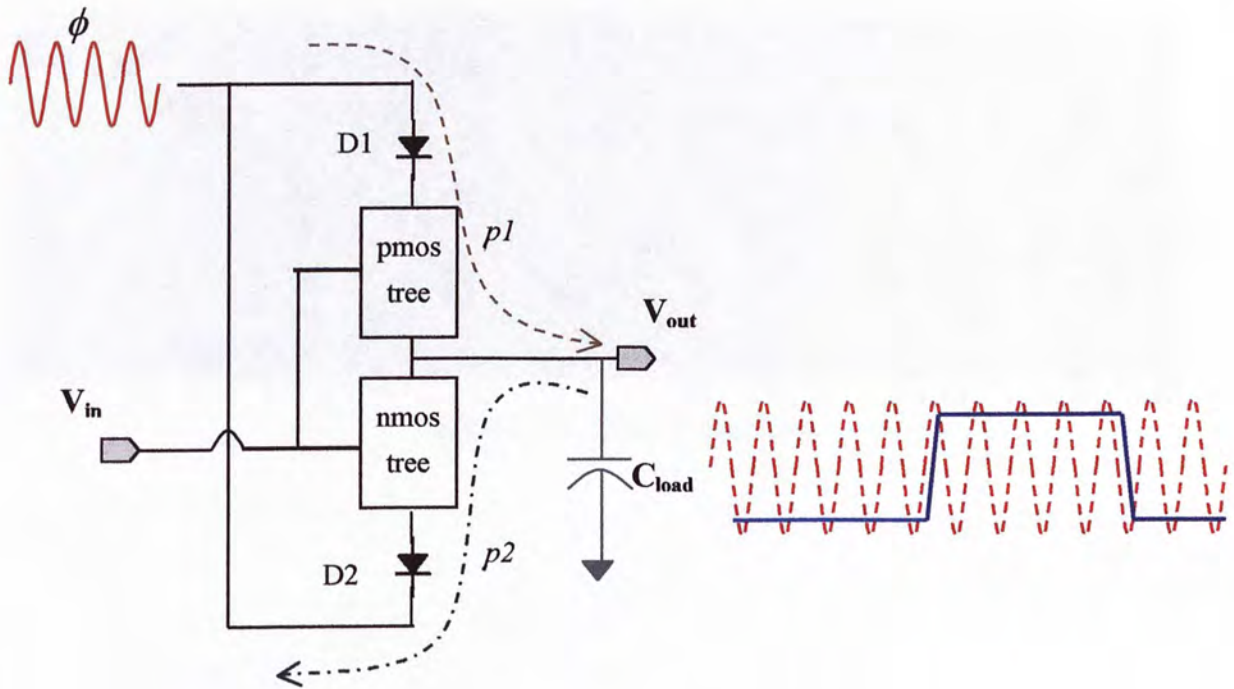 ϕ
D1
pmos
tree
p1
V_out
V_in
nmos
tree
C_load
D2
p2